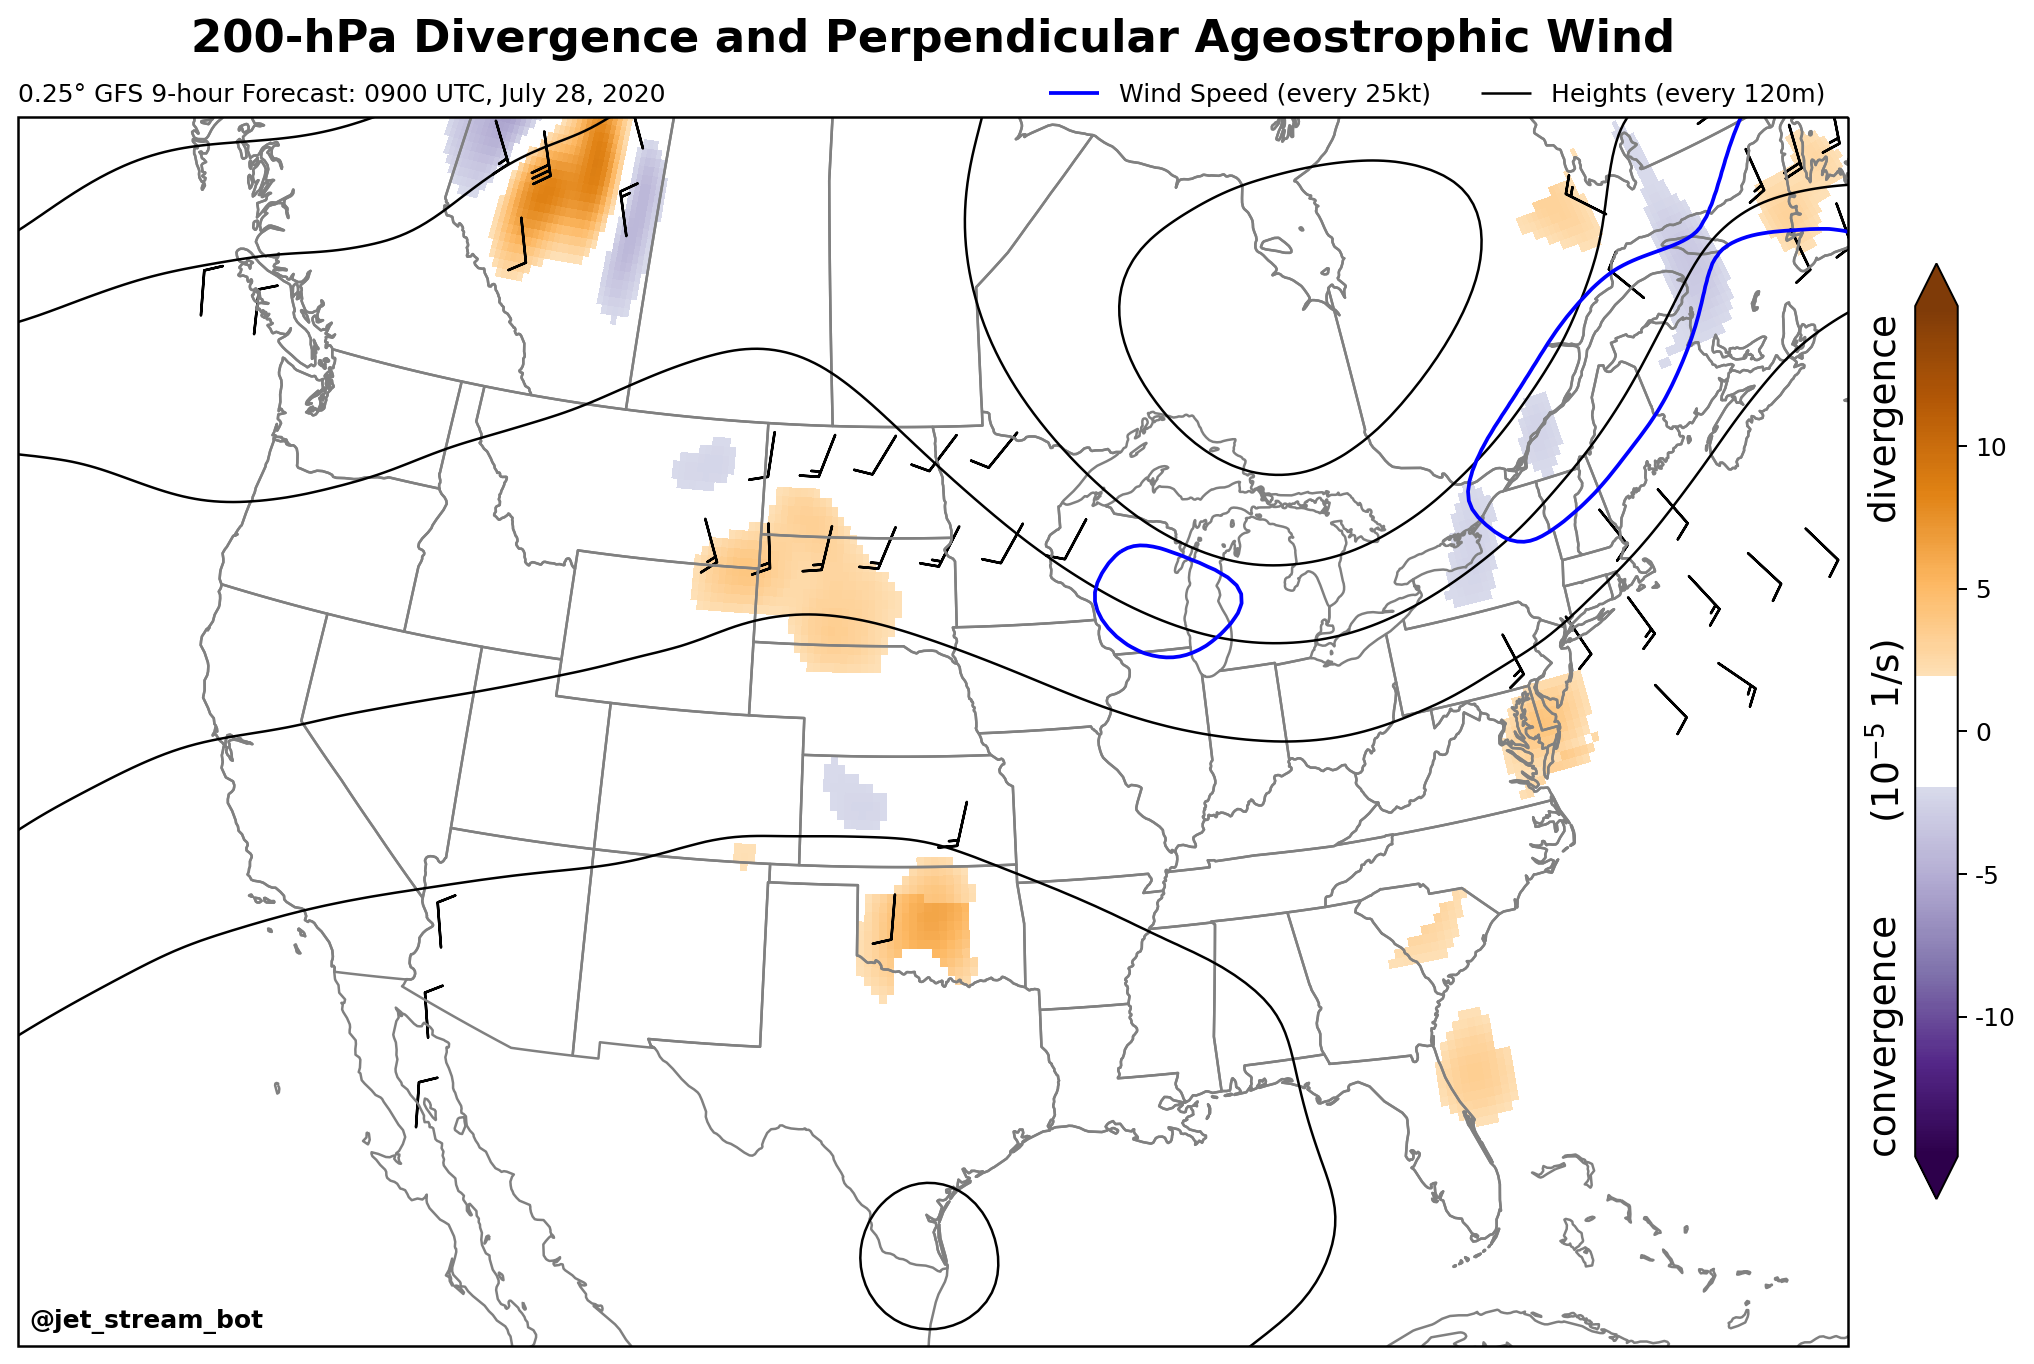 200-hPa Divergence and Perpendicular Ageostrophic Wind
0.25° GFS 9-hour Forecast: 0900 UTC, July 28, 2020
Wind Speed (every 25kt)
Heights (every 120m)
10
5
0
-5
-10
convergence (10⁻⁵ 1/s) divergence
@jet_stream_bot